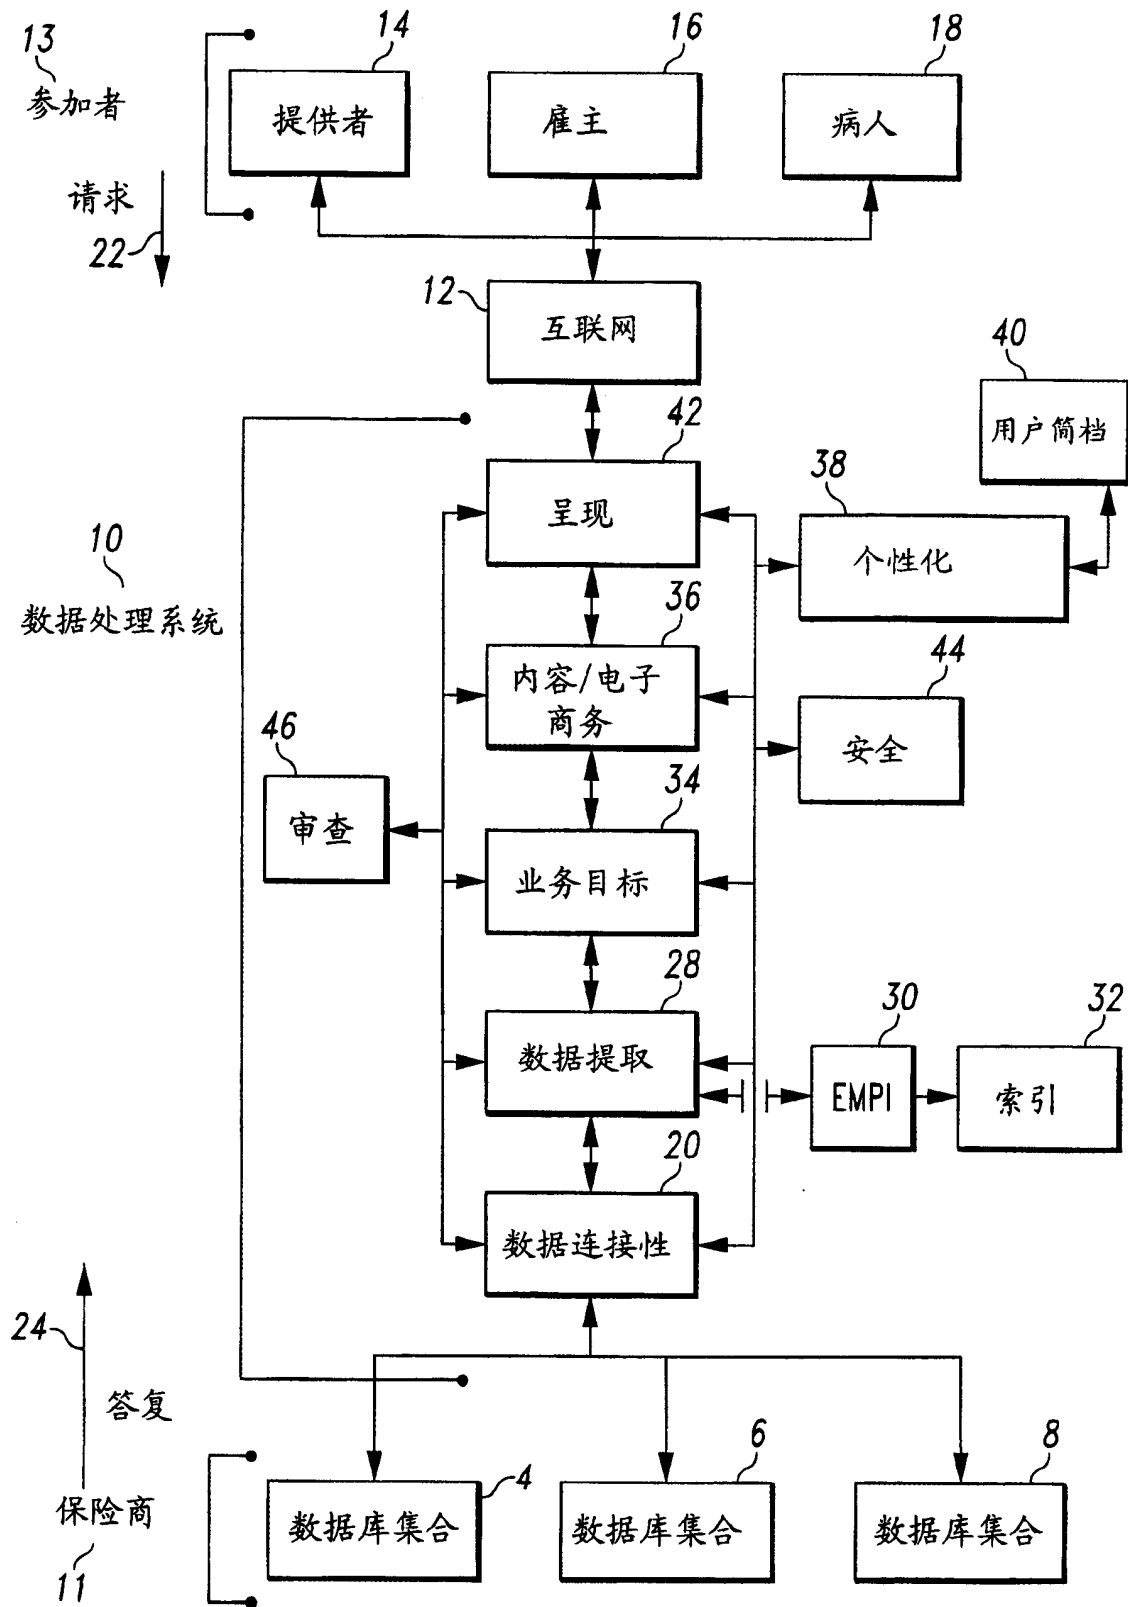 13
参加者
14
提供者
16
雇主
18
病人
请求
22
12
互联网
40
用户简档
42
呈现
38
个性化
10
数据处理系统
36
内容/电子
商务
44
安全
46
审查
34
业务目标
28
数据提取
30
EMPI
32
索引
20
数据连接性
24
答复
保险商
11
4
数据库集合
6
数据库集合
8
数据库集合